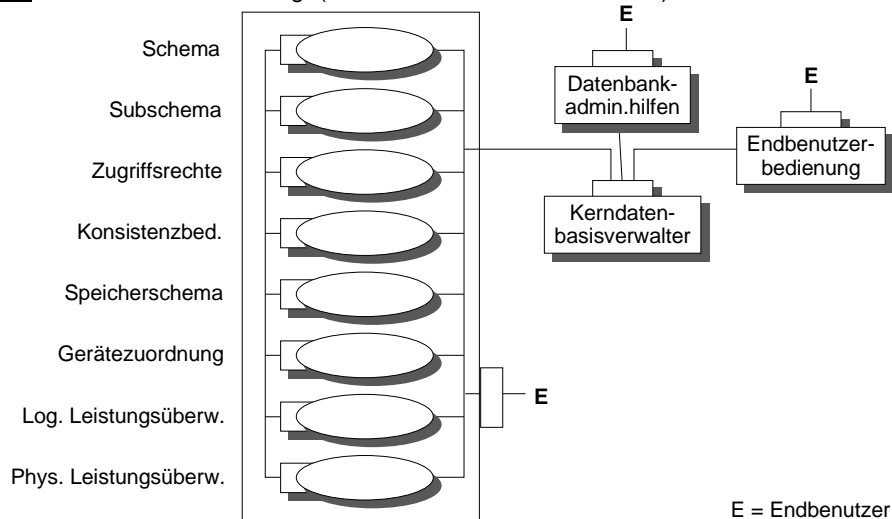 Schema
Subschema
Zugriffsrechte
Konsistenzbed.
Speicherschema
Gerätezuordnung
Log. Leistungsüberw.
Phys. Leistungsüberw.
E
Datenbank-
admin.hilfen
E
Endbenutzer-
bedienung
Kerndaten-
basisverwalter
E
E = Endbenutzer